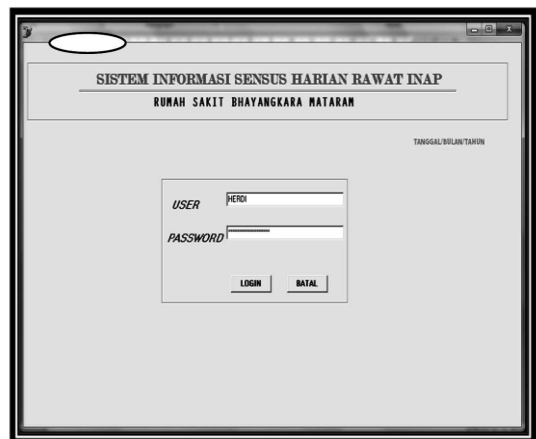 SISTEM INFORMASI SENSUS HARIAN RAWAT INAP
RUMAH SAKIT BHAYANGKARA MATARAM
TANGGAL/BULAN/TAHUN
USER
HERDI
PASSWORD
LOGIN
BATAL